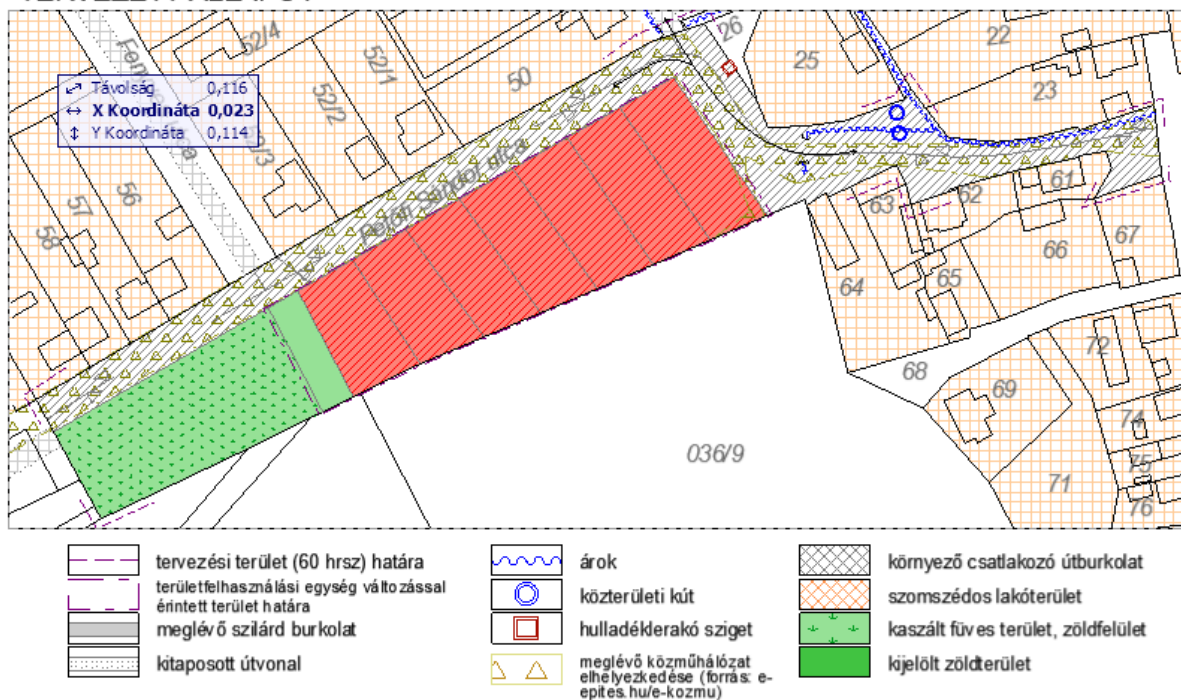 26
52/4
25
22
52/1
50
23
Távolság 0,116
X Koordináta 0,023
Y Koordináta 0,114
52/2
56
57
58
Petőfi Sándor utca
61
62
63
64
65
66
67
68
69
72
74
75
76
71
036/9
tervezési terület (60 hrsz) határa
területfelhasználási egység változással
érintett terület határa
meglévő szilárd burkolat
kitaposott útvonal
árok
közterületi kút
hulladéklerakó sziget
meglévő közműhálózat
elhelyezkedése (forrás: e-
epites.hu/e-kozmu)
környező csatlakozó útburkolat
szomszédos lakóterület
kaszált füves terület, zöldfelület
kijelölt zöldterület